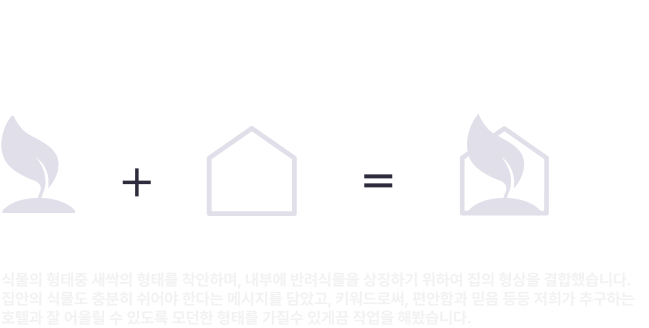 식물의 형태중 새싹의 형태를 착안하며, 내부에 반려식물을 상징하기 위하여 집의 형상을 결합했습니다.
집안의 식물도 충분히 쉬어야 한다는 메시지를 담았고, 키워드로써, 편안함과 믿음 등등 저희가 추구하는
호텔과 잘 어울릴 수 있도록 모던한 형태를 가질수 있게끔 작업을 해봤습니다.